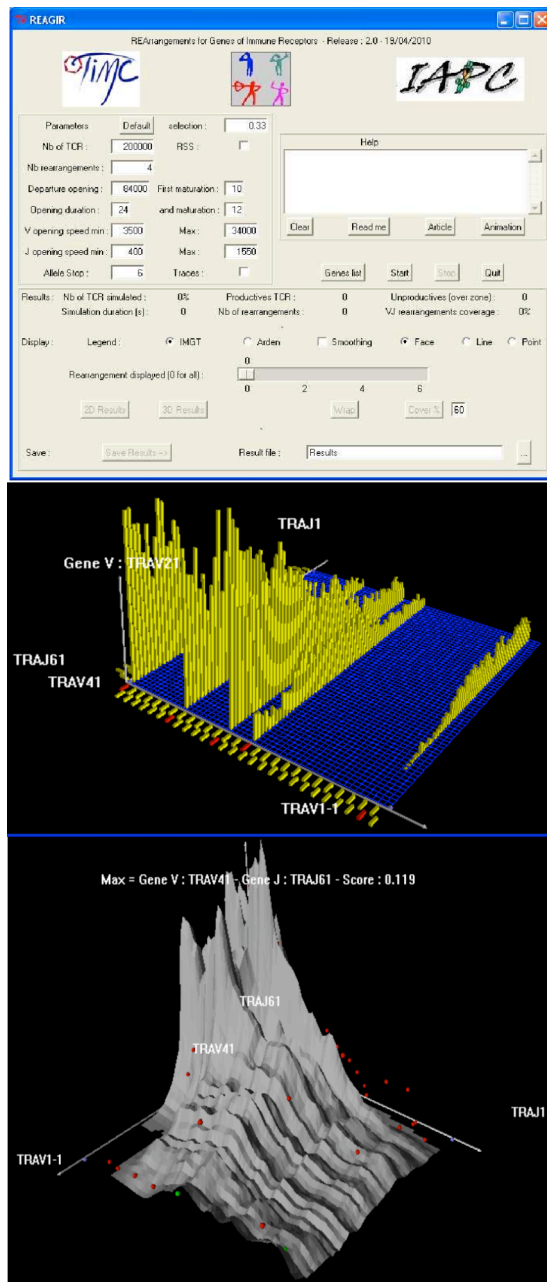 REAGIR
REArrangements for Genes of Immune Receptors - Release : 2.0 - 19/04/2010
TIMC
IAPC
Parameters Default selection : 0.33
Nb of TCR : 200000 RSS :
Nb rearrangements : 4
Departure opening : 84000 First maturation : 10
Opening duration : 24 and maturation : 12
V opening speed min : 3500 Max : 34000
J opening speed min : 400 Max : 1550
Allele Stop : 6 Traces :
Help
Clear Read me Article Animation
Genes list Start Stop Quit
Results : Nb of TCR simulated : 0% Productives TCR : 0 Unproductives (over zone) : 0
Simulation duration (s) : 0 Nb of rearrangements : 0 VJ rearrangements coverage : 0%
Display : Legend : IMGT Arden Smoothing Face Line Point
0
Rearrangement displayed (0 for all) :
0 2 4 6
2D Results 3D Results Wrap Cover % 60
Save : Save Results --> Result file : Results ...
TRAJ1
Gene V : TRAV21
TRAJ61
TRAV41
TRAV1-1
Max = Gene V : TRAV41 - Gene J : TRAJ61 - Score : 0.119
TRAJ61
TRAV41
TRAJ1
TRAV1-1